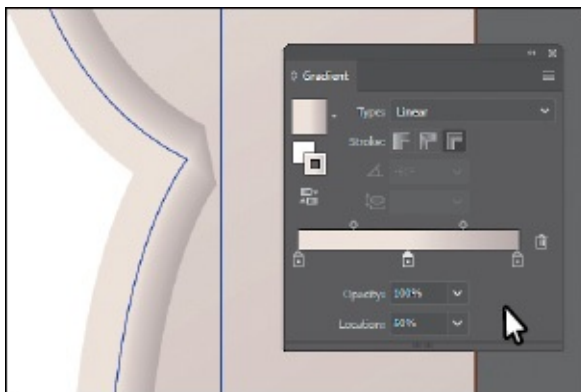 Gradient
Type: Linear
Stroke:
Opacity: 100%
Location: 50%